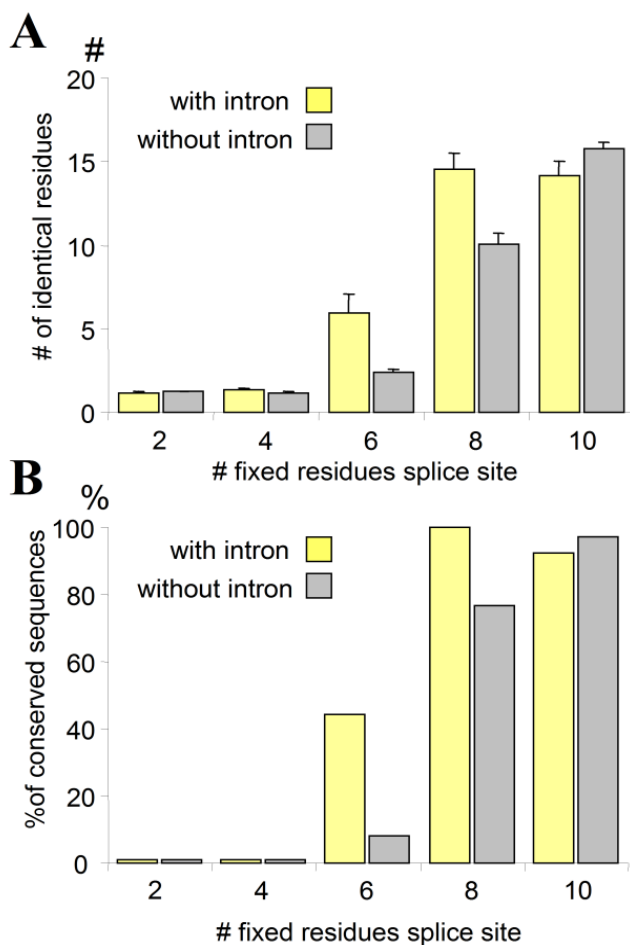 A
#
20
15
10
5
0
# of identical residues
with intron
without intron
2 4 6 8 10
# fixed residues splice site
B
%
100
80
60
40
20
0
%of conserved sequences
with intron
without intron
2 4 6 8 10
# fixed residues splice site